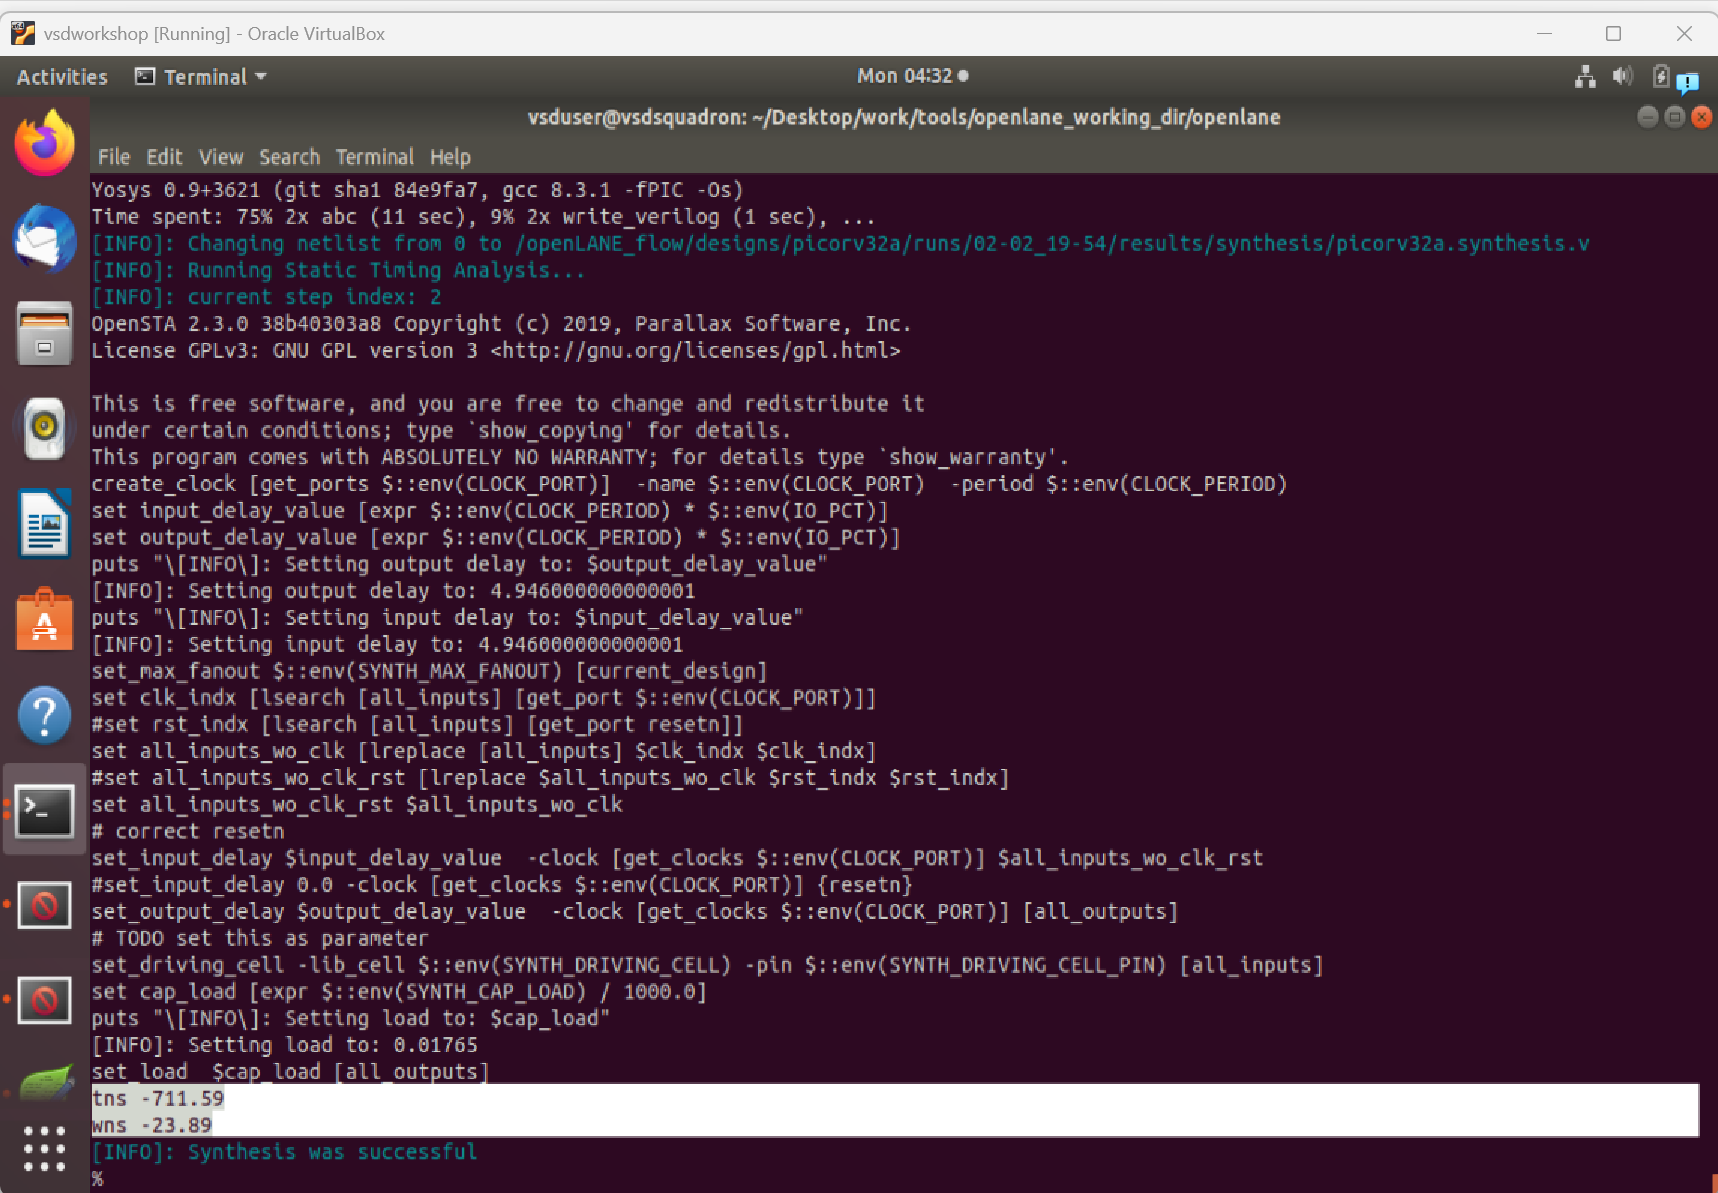 vsdworkshop [Running] - Oracle VirtualBox
Activities
Terminal
Mon 04:32
vsduser@vsdsquadron: ~/Desktop/work/tools/openlane_working_dir/openlane
File Edit View Search Terminal Help
Yosys 0.9+3621 (git sha1 84e9fa7, gcc 8.3.1 -fPIC -Os)
Time spent: 75% 2x abc (11 sec), 9% 2x write_verilog (1 sec), ...
[INFO]: Changing netlist from 0 to /openLANE_flow/designs/picorv32a/runs/02-02_19-54/results/synthesis/picorv32a.synthesis.v
[INFO]: Running Static Timing Analysis...
[INFO]: current step index: 2
OpenSTA 2.3.0 38b40303a8 Copyright (c) 2019, Parallax Software, Inc.
License GPLv3: GNU GPL version 3 <http://gnu.org/licenses/gpl.html>
This is free software, and you are free to change and redistribute it
under certain conditions; type `show_copying' for details.
This program comes with ABSOLUTELY NO WARRANTY; for details type `show_warranty'.
create_clock [get_ports $::env(CLOCK_PORT)]  -name $::env(CLOCK_PORT)  -period $::env(CLOCK_PERIOD)
set input_delay_value [expr $::env(CLOCK_PERIOD) * $::env(IO_PCT)]
set output_delay_value [expr $::env(CLOCK_PERIOD) * $::env(IO_PCT)]
puts "\[INFO\]: Setting output delay to: $output_delay_value"
[INFO]: Setting output delay to: 4.946000000000001
puts "\[INFO\]: Setting input delay to: $input_delay_value"
[INFO]: Setting input delay to: 4.946000000000001
set_max_fanout $::env(SYNTH_MAX_FANOUT) [current_design]
set clk_indx [lsearch [all_inputs] [get_port $::env(CLOCK_PORT)]]
#set rst_indx [lsearch [all_inputs] [get_port resetn]]
set all_inputs_wo_clk [lreplace [all_inputs] $clk_indx $clk_indx]
#set all_inputs_wo_clk_rst [lreplace $all_inputs_wo_clk $rst_indx $rst_indx]
set all_inputs_wo_clk_rst $all_inputs_wo_clk
# correct resetn
set_input_delay $input_delay_value  -clock [get_clocks $::env(CLOCK_PORT)] $all_inputs_wo_clk_rst
#set_input_delay 0.0 -clock [get_clocks $::env(CLOCK_PORT)] {resetn}
set_output_delay $output_delay_value  -clock [get_clocks $::env(CLOCK_PORT)] [all_outputs]
# TODO set this as parameter
set_driving_cell -lib_cell $::env(SYNTH_DRIVING_CELL) -pin $::env(SYNTH_DRIVING_CELL_PIN) [all_inputs]
set cap_load [expr $::env(SYNTH_CAP_LOAD) / 1000.0]
puts "\[INFO\]: Setting load to: $cap_load"
[INFO]: Setting load to: 0.01765
set_load  $cap_load [all_outputs]
tns -711.59
wns -23.89
[INFO]: Synthesis was successful
%